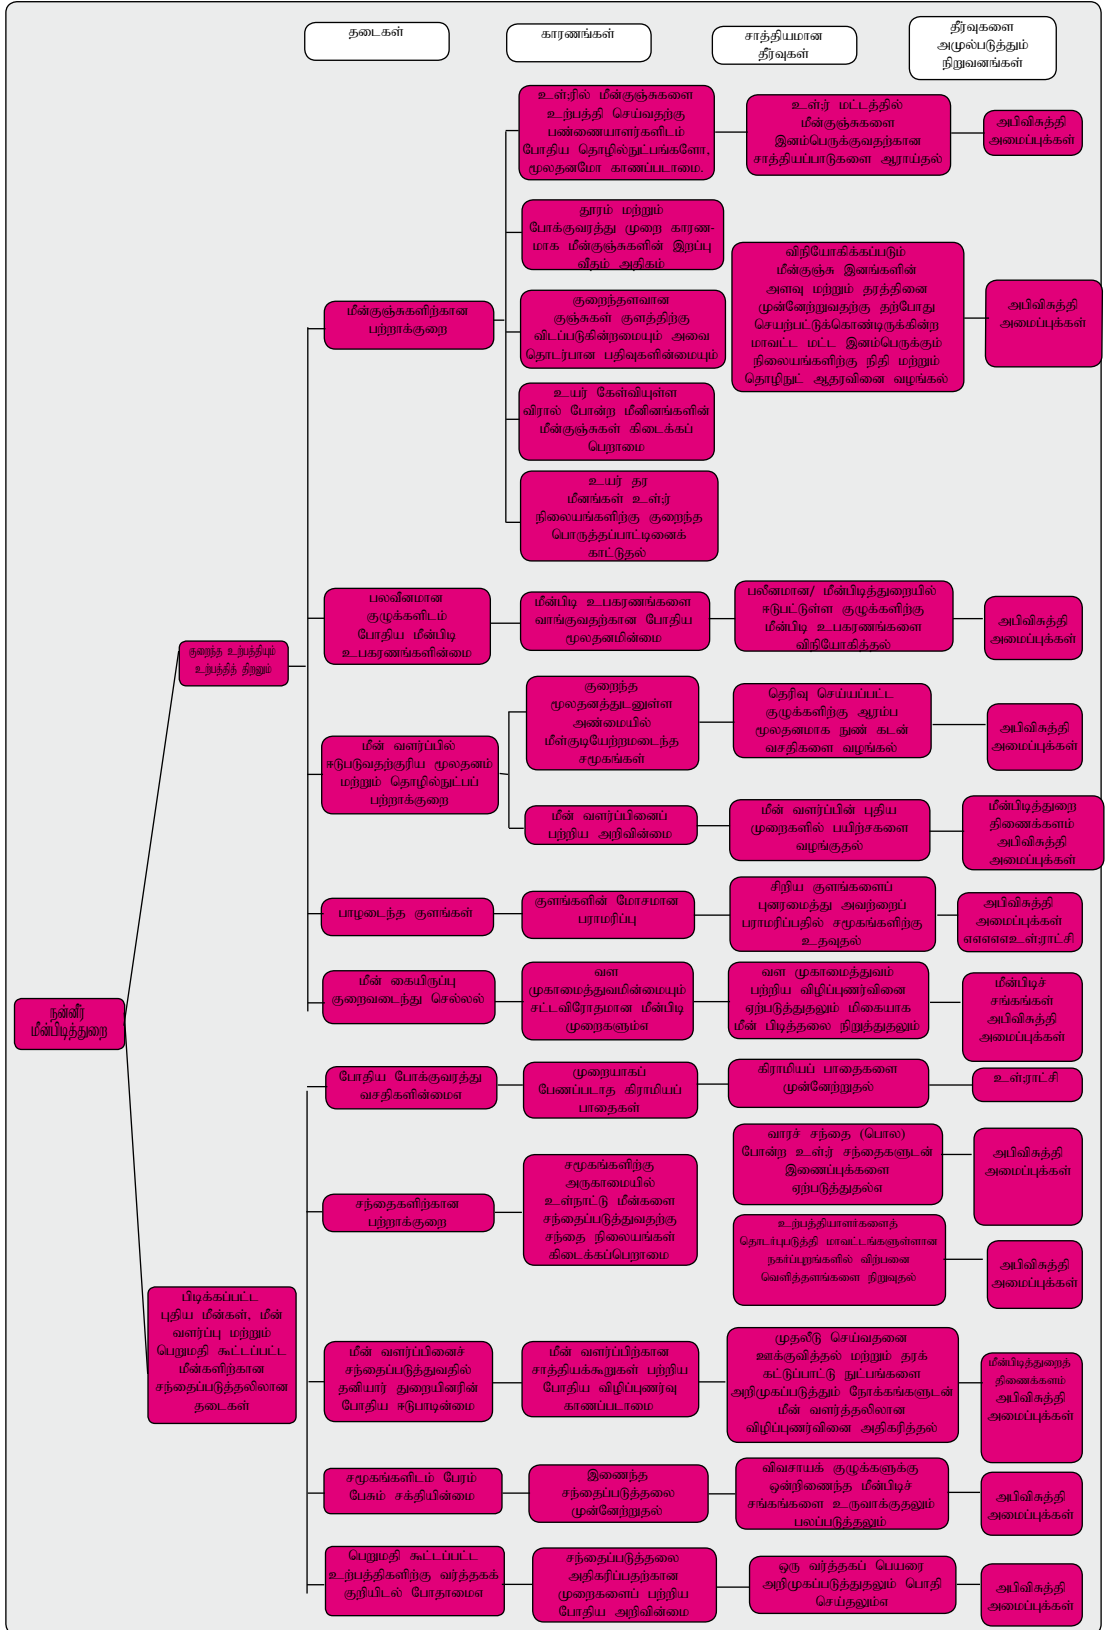 தடைகள்
காரணங்கள்
சாத்தியமான
தீர்வுகள்
தீர்வுகளை
அமுல்படுத்தும்
நிறுவனங்கள்
நன்னீர்
மீன்பிடித்துறை
குறைந்த உற்பத்தியும்
உற்பத்தித் திறனும்
மீன்குஞ்சுகளிற்கான
பற்றாக்குறை
உள்;ரில் மீன்குஞ்சுகளை
உற்பத்தி செய்வதற்கு
பண்ணையாளர்களிடம்
போதிய தொழில்நுட்பங்களோ,
மூலதனமோ காணப்படாமை.
உள்;ர் மட்டத்தில்
மீன்குஞ்சுகளை
இனம்பெருக்குவதற்கான
சாத்தியப்பாடுகளை ஆராய்தல்
அபிவிசுத்தி
அமைப்புக்கள்
தூரம் மற்றும்
போக்குவரத்து முறை காரண-
மாக மீன்குஞ்சுகளின் இறப்பு
வீதம் அதிகம்
குறைந்தளவான
குஞ்சுகள் குளத்திற்கு
விடப்படுகின்றமையும் அவை
தொடர்பான பதிவுகளின்மையும்
விநியோகிக்கப்படும்
மீன்குஞ்சு இனங்களின்
அளவு மற்றும் தரத்தினை
முன்னேற்றுவதற்கு தற்போது
செயற்பட்டுக்கொண்டிருக்கின்ற
மாவட்ட மட்ட இனம்பெருக்கும்
நிலையங்களிற்கு நிதி மற்றும்
தொழிநுட் ஆதரவினை வழங்கல்
அபிவிசுத்தி
அமைப்புக்கள்
உயர் கேள்வியுள்ள
விரால் போன்ற மீனினங்களின்
மீன்குஞ்சுகள் கிடைக்கப்
பெறாமை
உயர் தர
மீனங்கள் உள்;ர்
நிலையங்களிற்கு குறைந்த
பொருத்தப்பாட்டினைக்
காட்டுதல்
பலவீனமான
குழுக்களிடம்
போதிய மீன்பிடி
உபகரணங்களின்மை
மீன்பிடி உபகரணங்களை
வாங்குவதற்கான போதிய
மூலதனமின்மை
பலீனமான/ மீன்பிடித்துறையில்
ஈடுபட்டுள்ள குழுக்களிற்கு
மீன்பிடி உபகரணங்களை
விநியோகித்தல்
அபிவிசுத்தி
அமைப்புக்கள்
மீன் வளர்ப்பில்
ஈடுபடுவதற்குரிய மூலதனம்
மற்றும் தொழில்நுட்பப்
பற்றாக்குறை
குறைந்த
மூலதனத்துடனுள்ள
அண்மையில்
மீள்குடியேற்றமடைந்த
சமூகங்கள்
தெரிவு செய்யப்பட்ட
குழுக்களிற்கு ஆரம்ப
மூலதனமாக நுண் கடன்
வசதிகளை வழங்கல்
அபிவிசுத்தி
அமைப்புக்கள்
மீன் வளர்ப்பினைப்
பற்றிய அறிவின்மை
மீன் வளர்ப்பின் புதிய
முறைகளில் பயிற்சகளை
வழங்குதல்
மீன்பிடித்துறை
திணைக்களம்
அபிவிசுத்தி
அமைப்புக்கள்
பாழடைந்த குளங்கள்
குளங்களின் மோசமான
பராமரிப்பு
சிறிய குளங்களைப்
புனரமைத்து அவற்றைப்
பராமரிப்பதில் சமூகங்களிற்கு
உதவுதல்
அபிவிசுத்தி
அமைப்புக்கள்
எஎஎஎஎஉள்;ராட்சி
மீன் கையிருப்பு
குறைவடைந்து செல்லல்
வள
முகாமைத்துவமின்மையும்
சட்டவிரோதமான மீன்பிடி
முறைகளும்எ
வள முகாமைத்துவம்
பற்றிய விழிப்புணர்வினை
ஏற்படுத்துதலும் மிகையாக
மீன் பிடித்தலை நிறுத்துதலும்
மீன்பிடிச்
சங்கங்கள்
அபிவிசுத்தி
அமைப்புக்கள்
பிடிக்கப்பட்ட
புதிய மீன்கள், மீன்
வளர்ப்பு மற்றும்
பெறுமதி கூட்டப்பட்ட
மீன்களிற்கான
சந்தைப்படுத்தலிலான
தடைகள்
போதிய போக்குவரத்து
வசதிகளின்மைஎ
முறையாகப்
பேணப்படாத கிராமியப்
பாதைகள்
கிராமியப் பாதைகளை
முன்னேற்றுதல்
உள்;ராட்சி
சந்தைகளிற்கான
பற்றாக்குறை
சமூகங்களிற்கு
அருகாமையில்
உள்நாட்டு மீன்களை
சந்தைப்படுத்துவதற்கு
சந்தை நிலையங்கள்
கிடைக்கப்பெறாமை
வாரச் சந்தை (பொல)
போன்ற உள்;ர் சந்தைகளுடன்
இணைப்புக்களை
ஏற்படுத்துதல்எ
அபிவிசுத்தி
அமைப்புக்கள்
உற்பத்தியாளர்களைத்
தொடர்புபடுத்தி மாவட்டங்களுள்ளான
நகர்ப்புறங்களில் விற்பனை
வெளித்தளங்களை நிறுவுதல்
அபிவிசுத்தி
அமைப்புக்கள்
மீன் வளர்ப்பினைச்
சந்தைப்படுத்துவதில்
தனியார் துறையினரின்
போதிய ஈடுபாடின்மை
மீன் வளர்ப்பிற்கான
சாத்தியக்கூறுகள் பற்றிய
போதிய விழிப்புணர்வு
காணப்படாமை
முதலீடு செய்வதனை
ஊக்குவித்தல் மற்றும் தரக்
கட்டுப்பாட்டு நுட்பங்களை
அறிமுகப்படுத்தும் நோக்கங்களுடன்
மீன் வளர்த்தலிலான
விழிப்புணர்வினை அதிகரித்தல்
மீன்பிடித்துறைத்
திணைக்களம்
அபிவிசுத்தி
அமைப்புக்கள்
சமூகங்களிடம் பேரம்
பேசும் சக்தியின்மை
இணைந்த
சந்தைப்படுத்தலை
முன்னேற்றுதல்
விவசாயக் குழுக்களுக்கு
ஒன்றிணைந்த மீன்பிடிச்
சங்கங்களை உருவாக்குதலும்
பலப்படுத்தலும்
அபிவிசுத்தி
அமைப்புக்கள்
பெறுமதி கூட்டப்பட்ட
உற்பத்திகளிற்கு வர்த்தகக்
குறியிடல் போதாமைஎ
சந்தைப்படுத்தலை
அதிகரிப்பதற்கான
முறைகளைப் பற்றிய
போதிய அறிவின்மை
ஒரு வர்த்தகப் பெயரை
அறிமுகப்படுத்துதலும் பொதி
செய்தலும்எ
அபிவிசுத்தி
அமைப்புக்கள்